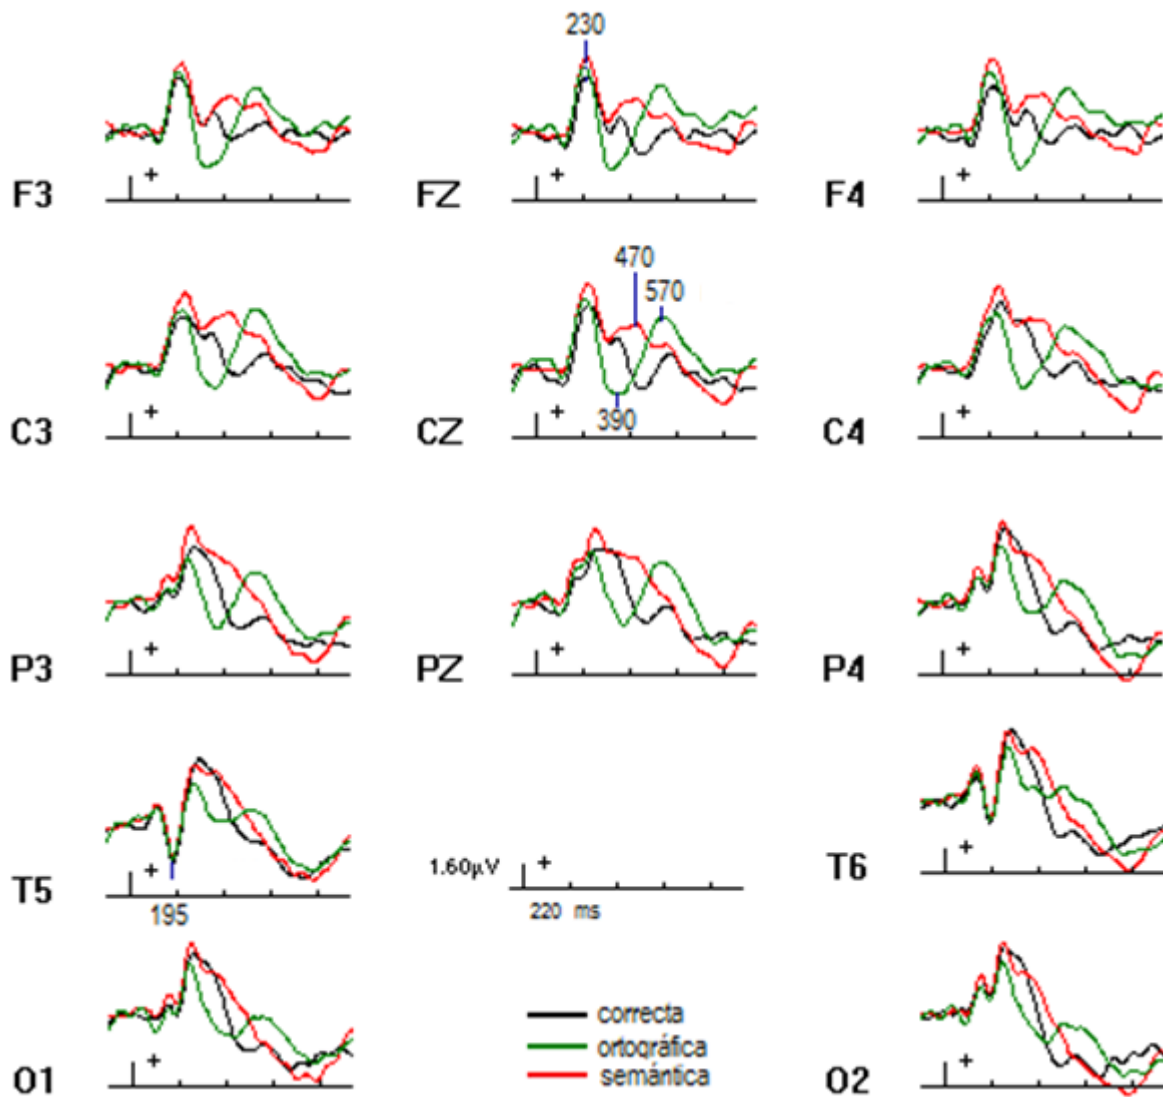 230
+ + +
F3 FZ F4
470
570
+ + +
C3 CZ 390 C4
+ + +
P3 PZ P4
+ 1.60μV + +
T5 T6
195 220 ms
correcta
+ ortográfica +
O1 semántica O2